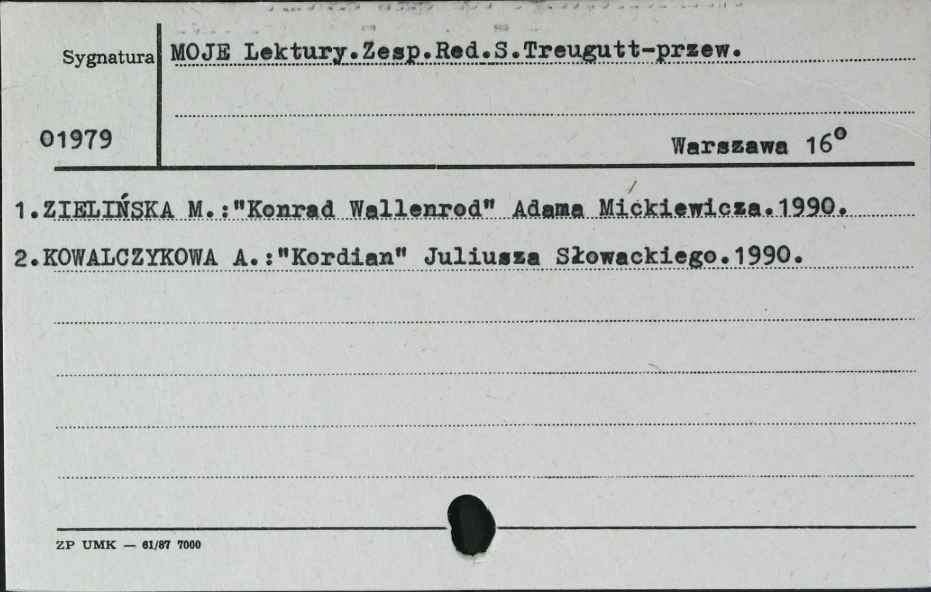 Sygnatura
MOJE Lektury.Zesp.Red.S.Treugutt-przew.
01979
Warszawa 16°
1.ZIELIŃSKA M.:"Konrad Wallenrod" Adama Mickiewicza.1990.
2.KOWALCZYKOWA A.:"Kordian" Juliusza Słowackiego.1990.
ZP UMK — 61/87 7000